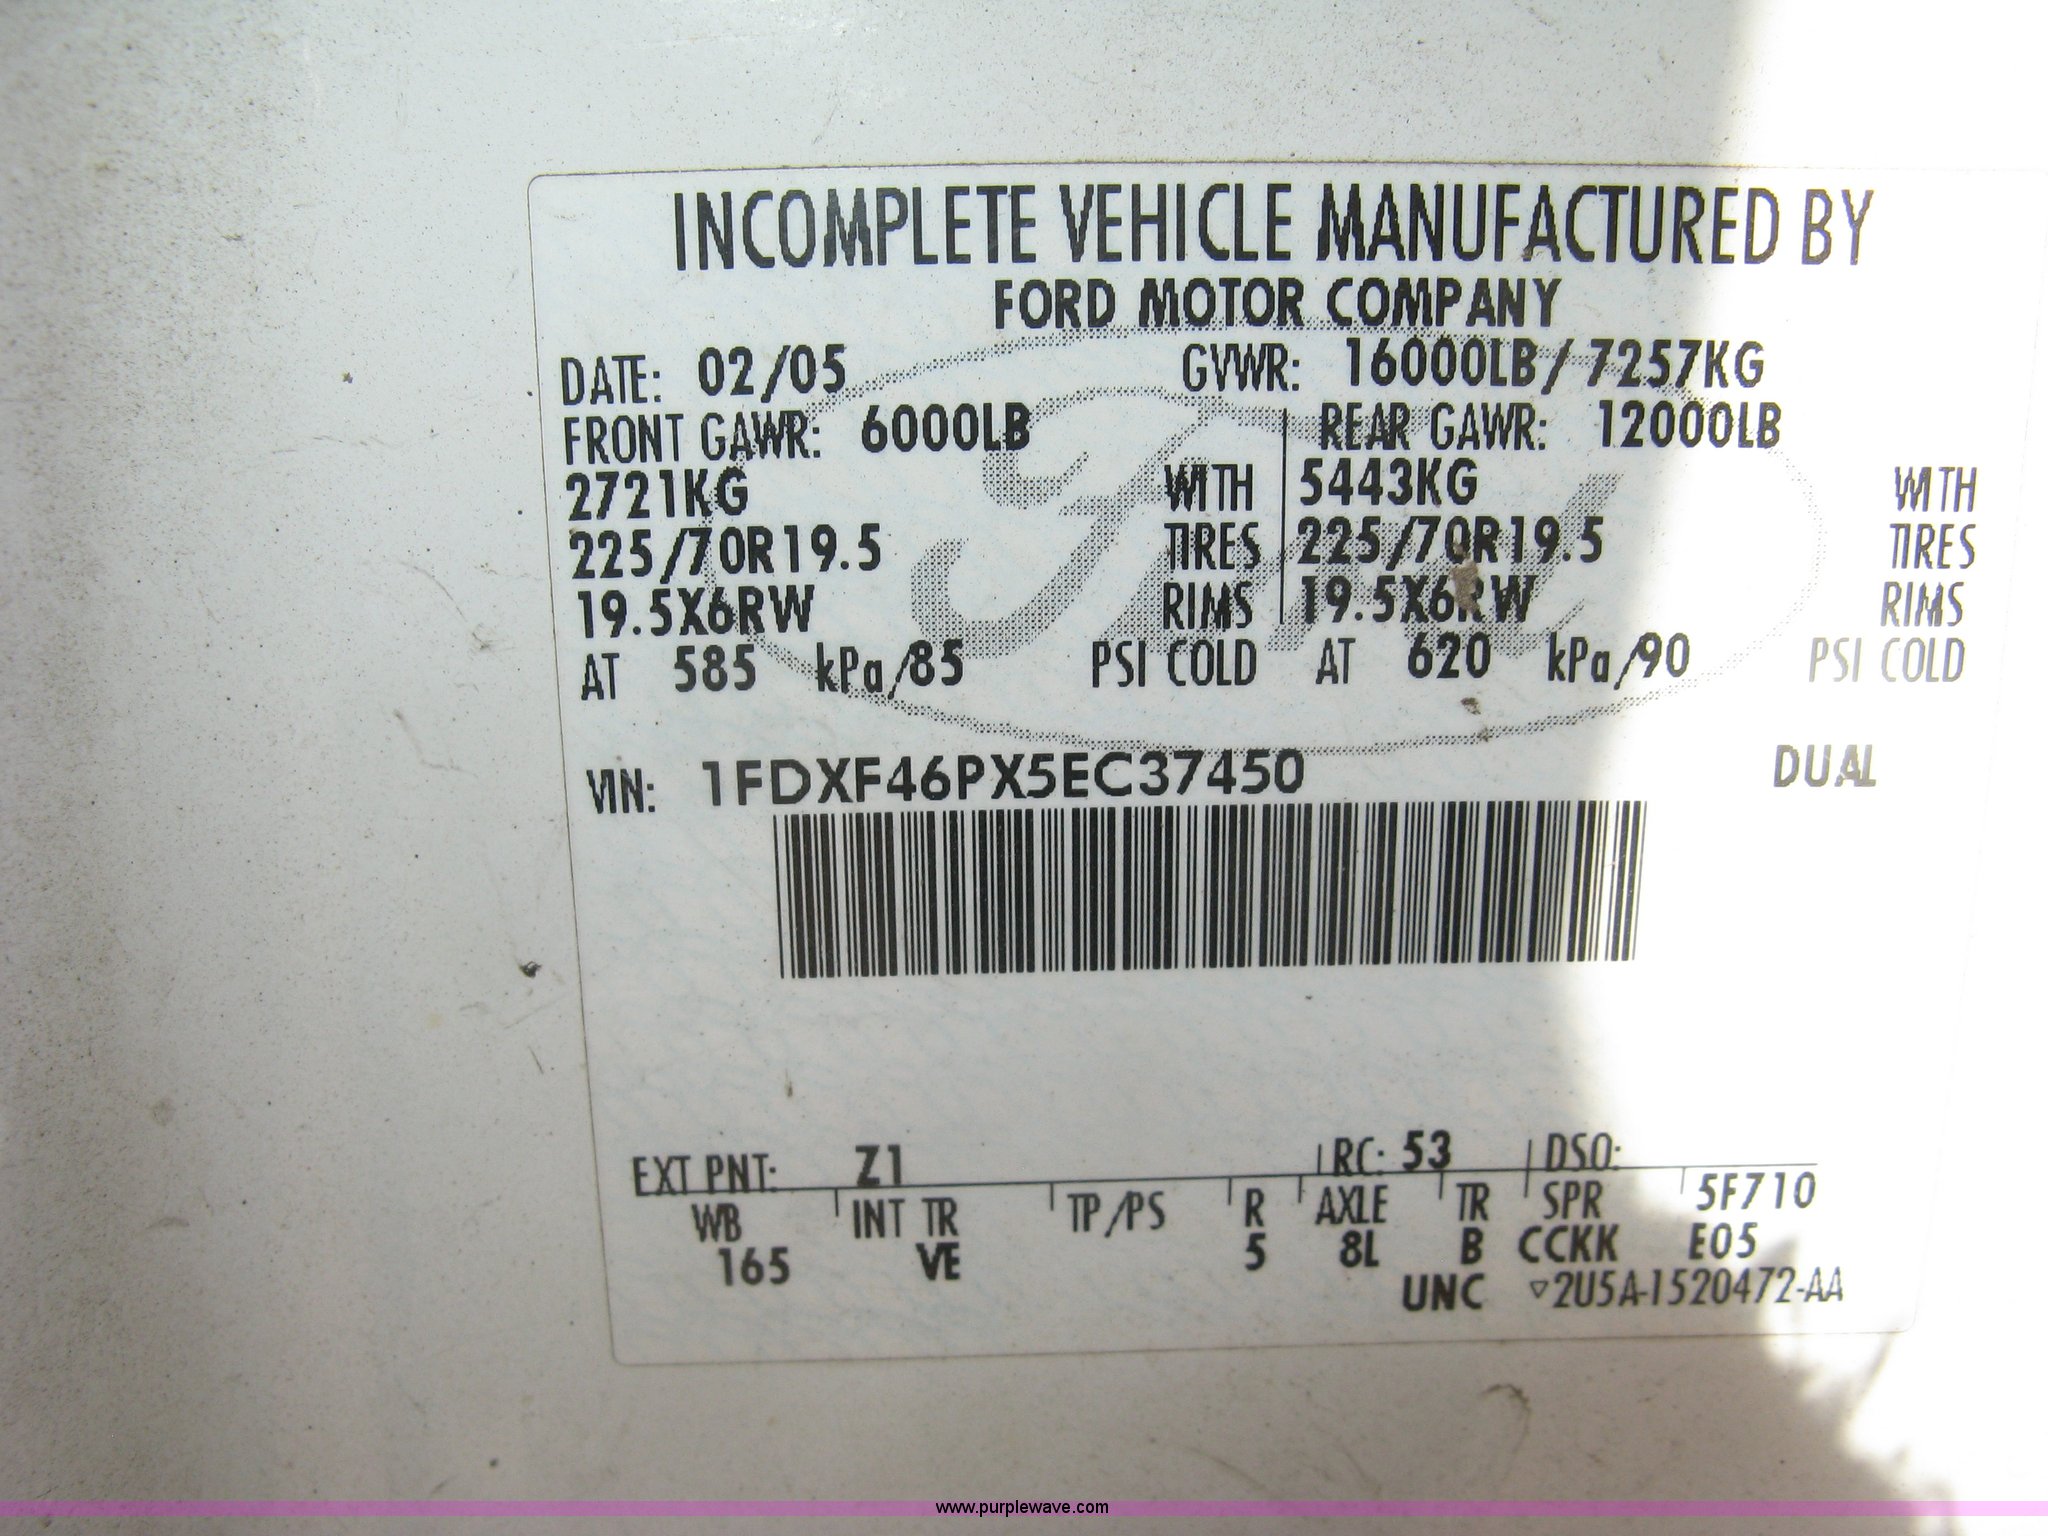 INCOMPLETE VEHICLE MANUFACTURED BY
FORD MOTOR COMPANY
DATE: 02/05 GVWR: 16000LB/7257KG
FRONT GAWR: 6000LB REAR GAWR: 12000LB
2721KG WITH 5443KG WITH
225/70R19.5 TIRES 225/70R19.5 TIRES
19.5X6RW RIMS 19.5X6RW RIMS
AT 585 kPa/85 PSI COLD AT 620 kPa/90 PSI COLD
VIN: 1FDXF46PX5EC37450 DUAL
EXT PNT: Z1 RC: 53 DSO:
WB INT TR TP/PS R AXLE TR SPR 5F710
165 VE 5 8L B CCKK E05
UNC ▽2U5A-1520472-AA
www.purplewave.com